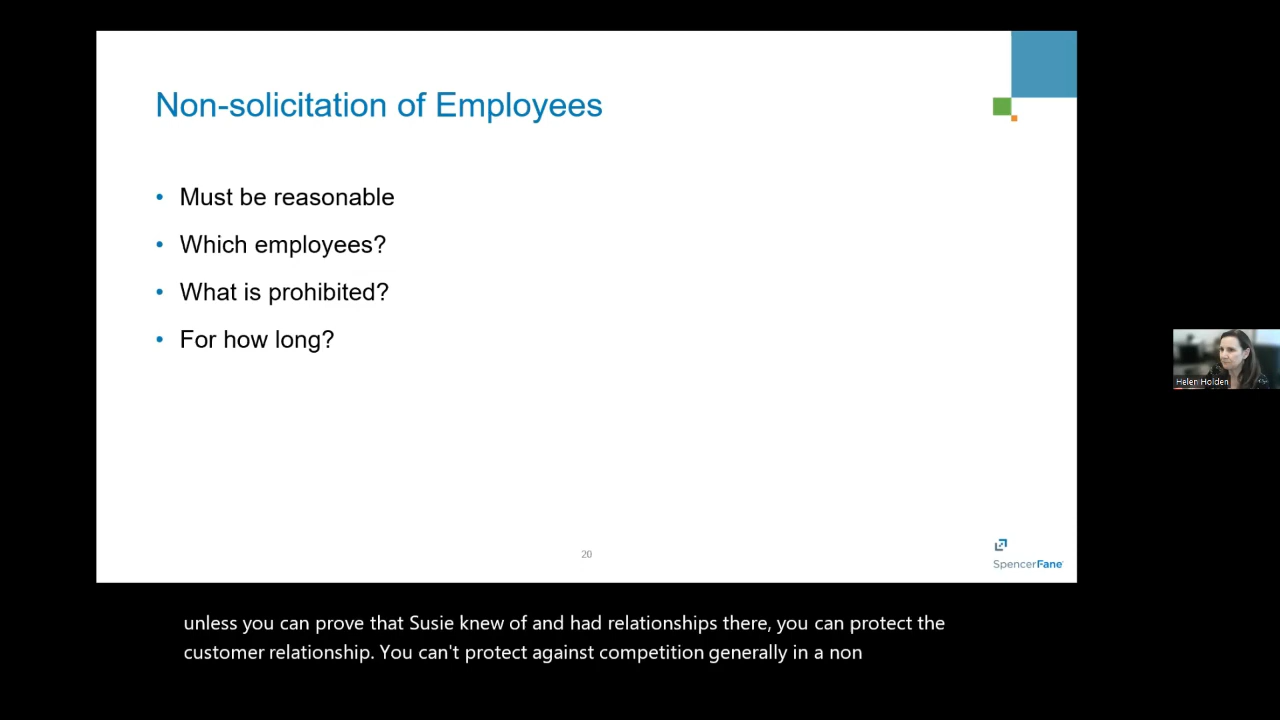 Non-solicitation of Employees
• Must be reasonable
• Which employees?
• What is prohibited?
• For how long?
20
SpencerFane
Helen Holden
unless you can prove that Susie knew of and had relationships there, you can protect the
customer relationship. You can't protect against competition generally in a non